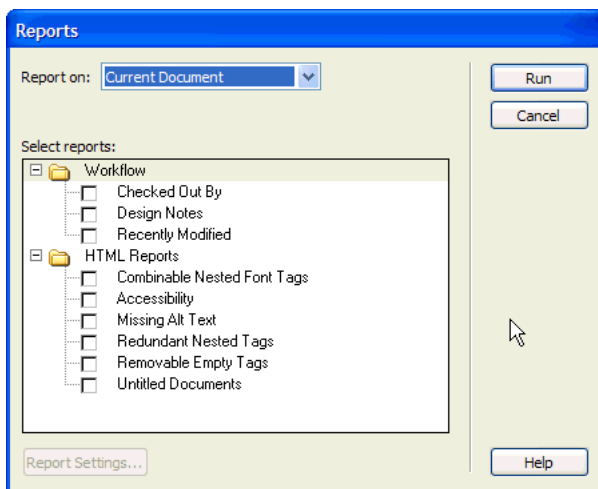 Reports
Report on: Current Document
Run
Cancel
Select reports:
Workflow
Checked Out By
Design Notes
Recently Modified
HTML Reports
Combinable Nested Font Tags
Accessibility
Missing Alt Text
Redundant Nested Tags
Removable Empty Tags
Untitled Documents
Report Settings...
Help